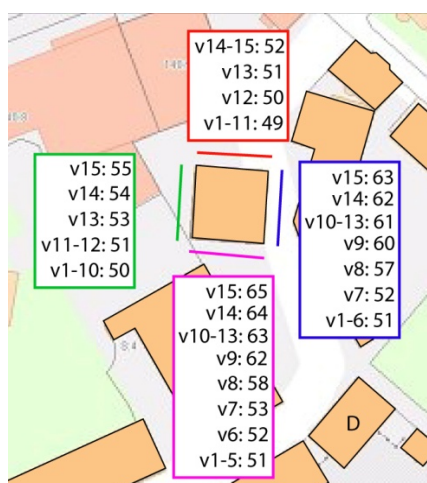 v14-15: 52
v13: 51
v12: 50
v1-11: 49
v15: 55
v14: 54
v13: 53
v11-12: 51
v1-10: 50
v15: 63
v14: 62
v10-13: 61
v9: 60
v8: 57
v7: 52
v1-6: 51
v15: 65
v14: 64
v10-13: 63
v9: 62
v8: 58
v7: 53
v6: 52
v1-5: 51
8:4
D